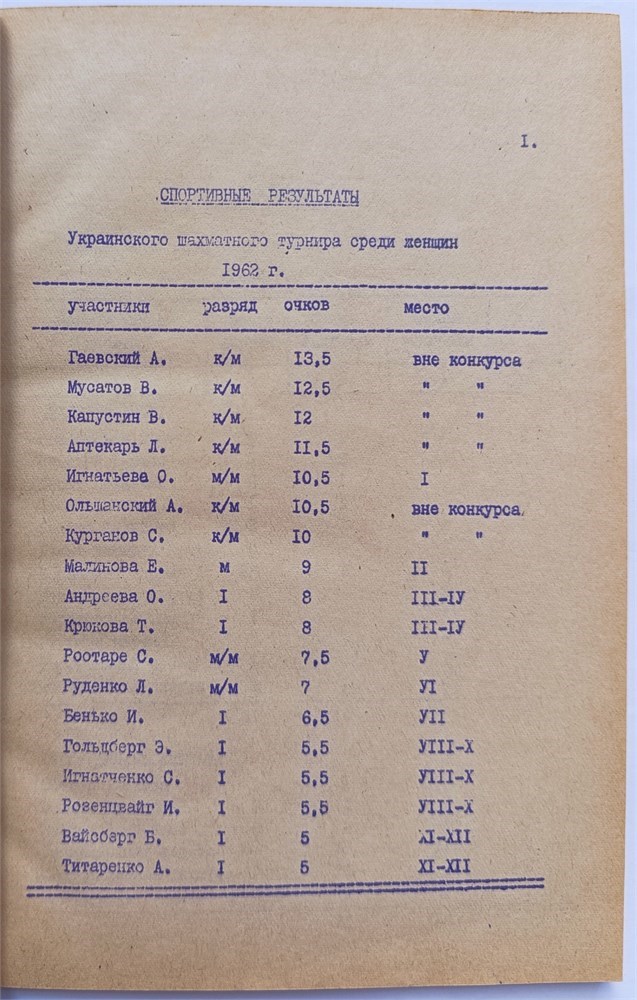 I.
СПОРТИВНЫЕ РЕЗУЛЬТАТЫ
Украинского шахматного турнира среди женщин
1962 г.
участники разряд очков место
Гаевский А. к/м 13,5 вне конкурса
Мусатов В. к/м 12,5 " "
Капустин В. к/м 12 " "
Аптекарь Л. к/м 11,5 " "
Игнатьева О. м/м 10,5 I
Ольшанский А. к/м 10,5 вне конкурса
Курганов С. к/м 10 " "
Малинова Е. м 9 II
Андреева О. I 8 III-IУ
Крюкова Т. I 8 III-IУ
Роотаре С. м/м 7,5 У
Руденко Л. м/м 7 УI
Бенько И. I 6,5 УII
Гольцберг Э. I 5,5 УIII-X
Игнатченко С. I 5,5 УIII-X
Розенцвайг И. I 5,5 УIII-X
Вайсберг Б. I 5 XI-XII
Титаренко А. I 5 XI-XII